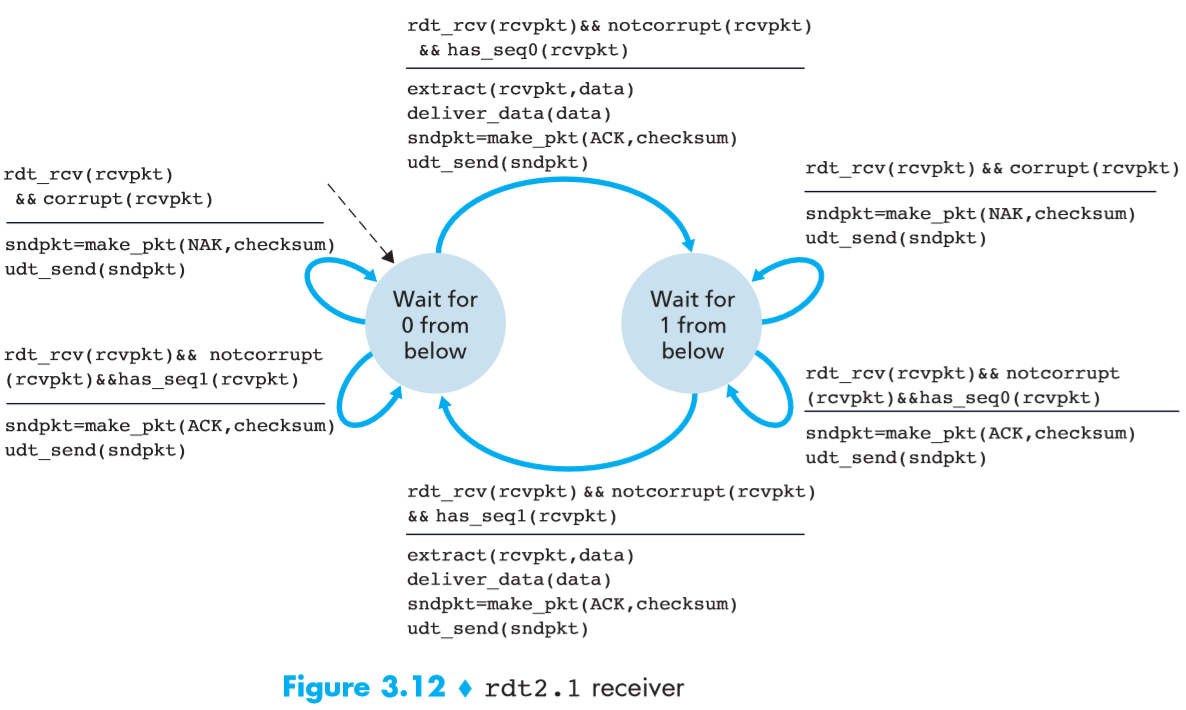 rdt_rcv(rcvpkt)&& notcorrupt(rcvpkt)
&& has_seq0(rcvpkt)
extract(rcvpkt,data)
deliver_data(data)
sndpkt=make_pkt(ACK,checksum)
udt_send(sndpkt)
rdt_rcv(rcvpkt)
&& corrupt(rcvpkt)
sndpkt=make_pkt(NAK,checksum)
udt_send(sndpkt)
rdt_rcv(rcvpkt) && corrupt(rcvpkt)
sndpkt=make_pkt(NAK,checksum)
udt_send(sndpkt)
Wait for
0 from
below
Wait for
1 from
below
rdt_rcv(rcvpkt)&& notcorrupt
(rcvpkt)&&has_seq1(rcvpkt)
sndpkt=make_pkt(ACK,checksum)
udt_send(sndpkt)
rdt_rcv(rcvpkt)&& notcorrupt
(rcvpkt)&&has_seq0(rcvpkt)
sndpkt=make_pkt(ACK,checksum)
udt_send(sndpkt)
rdt_rcv(rcvpkt) && notcorrupt(rcvpkt)
&& has_seq1(rcvpkt)
extract(rcvpkt,data)
deliver_data(data)
sndpkt=make_pkt(ACK,checksum)
udt_send(sndpkt)
Figure 3.12 ♦ rdt2.1 receiver